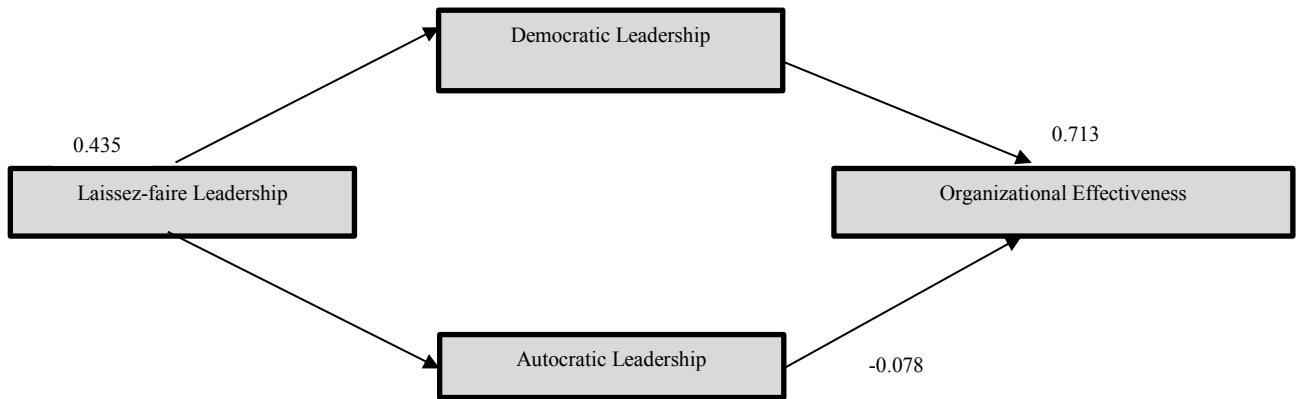 Democratic Leadership
0.435
0.713
Laissez-faire Leadership
Organizational Effectiveness
Autocratic Leadership
-0.078